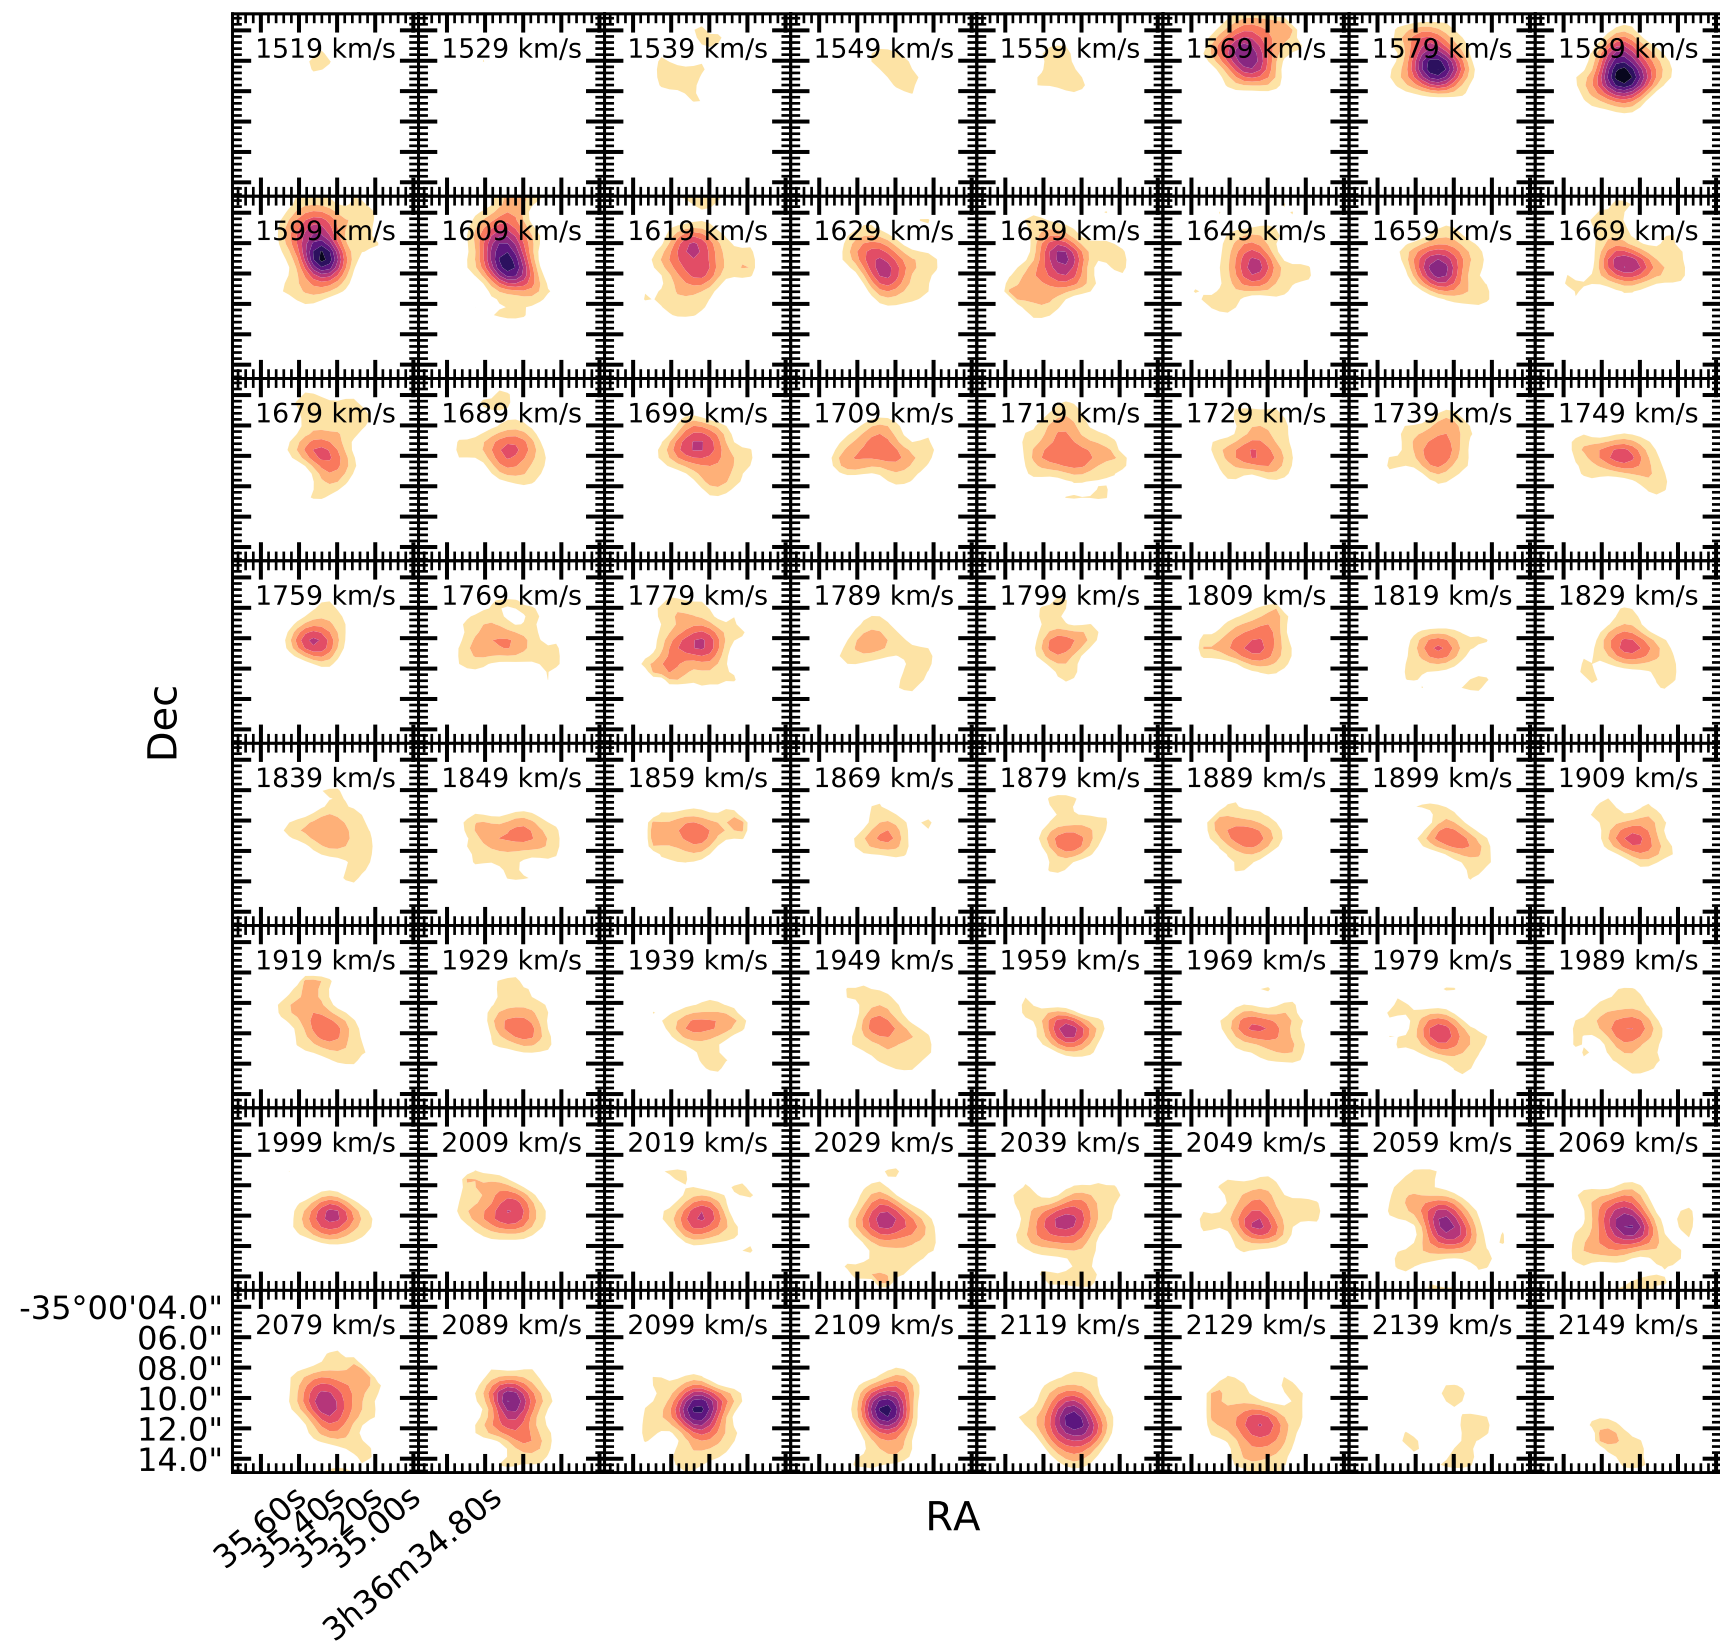 1519 km/s 1529 km/s 1539 km/s 1549 km/s 1559 km/s 1569 km/s 1579 km/s 1589 km/s
1599 km/s 1609 km/s 1619 km/s 1629 km/s 1639 km/s 1649 km/s 1659 km/s 1669 km/s
1679 km/s 1689 km/s 1699 km/s 1709 km/s 1719 km/s 1729 km/s 1739 km/s 1749 km/s
1759 km/s 1769 km/s 1779 km/s 1789 km/s 1799 km/s 1809 km/s 1819 km/s 1829 km/s
Dec
1839 km/s 1849 km/s 1859 km/s 1869 km/s 1879 km/s 1889 km/s 1899 km/s 1909 km/s
1919 km/s 1929 km/s 1939 km/s 1949 km/s 1959 km/s 1969 km/s 1979 km/s 1989 km/s
1999 km/s 2009 km/s 2019 km/s 2029 km/s 2039 km/s 2049 km/s 2059 km/s 2069 km/s
-35°00'04.0"
2079 km/s 2089 km/s 2099 km/s 2109 km/s 2119 km/s 2129 km/s 2139 km/s 2149 km/s
06.0"
08.0"
10.0"
12.0"
14.0"
35.60s
35.40s
35.20s
35.00s
3h36m34.80s
RA